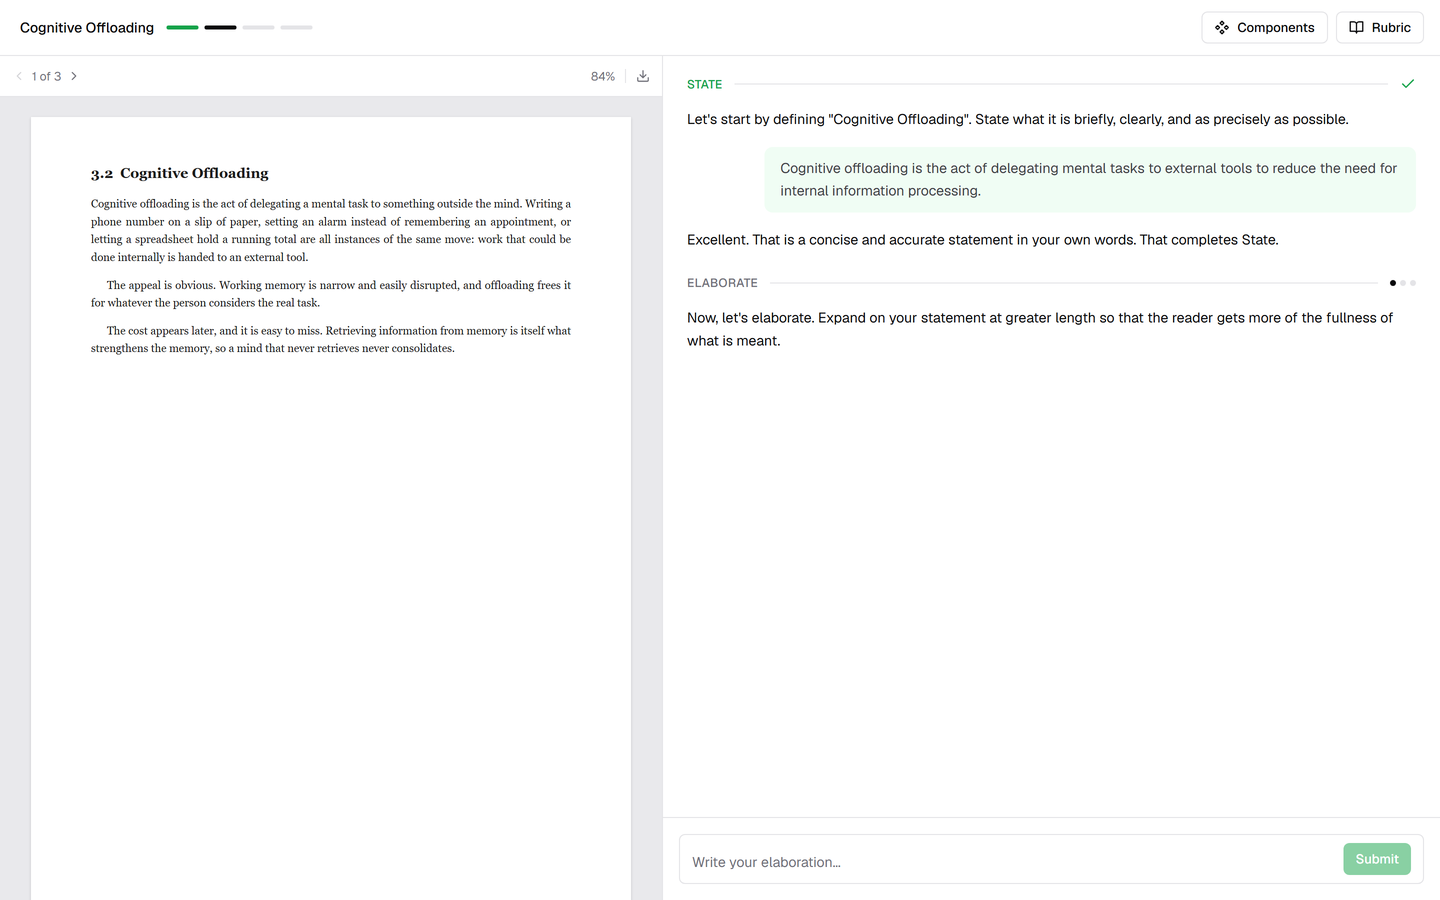 Cognitive Offloading
Components
Rubric
1 of 3
84%
3.2 Cognitive Offloading
Cognitive offloading is the act of delegating a mental task to something outside the mind. Writing a
phone number on a slip of paper, setting an alarm instead of remembering an appointment, or
letting a spreadsheet hold a running total are all instances of the same move: work that could be
done internally is handed to an external tool.
The appeal is obvious. Working memory is narrow and easily disrupted, and offloading frees it
for whatever the person considers the real task.
The cost appears later, and it is easy to miss. Retrieving information from memory is itself what
strengthens the memory, so a mind that never retrieves never consolidates.
STATE
Let's start by defining "Cognitive Offloading". State what it is briefly, clearly, and as precisely as possible.
Cognitive offloading is the act of delegating mental tasks to external tools to reduce the need for
internal information processing.
Excellent. That is a concise and accurate statement in your own words. That completes State.
ELABORATE
Now, let's elaborate. Expand on your statement at greater length so that the reader gets more of the fullness of
what is meant.
Write your elaboration...
Submit